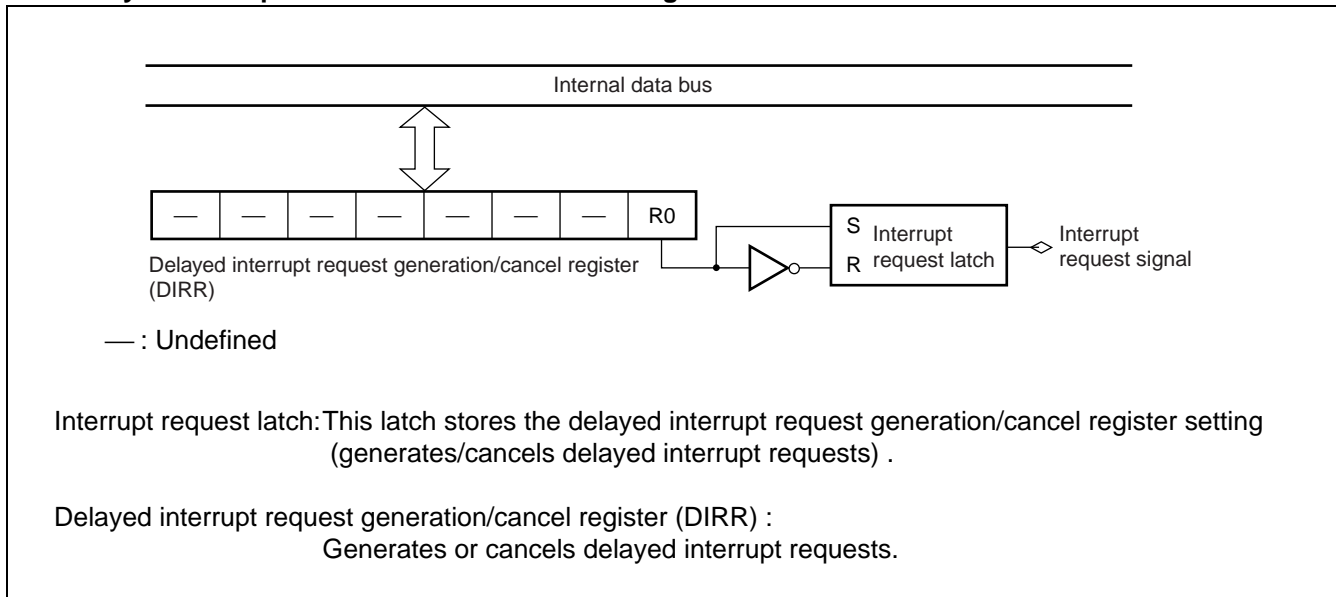 Internal data bus
— — — — — — — R0
S Interrupt
R request latch
Interrupt
request signal
Delayed interrupt request generation/cancel register
(DIRR)
— : Undefined
Interrupt request latch:This latch stores the delayed interrupt request generation/cancel register setting
(generates/cancels delayed interrupt requests) .
Delayed interrupt request generation/cancel register (DIRR) :
Generates or cancels delayed interrupt requests.